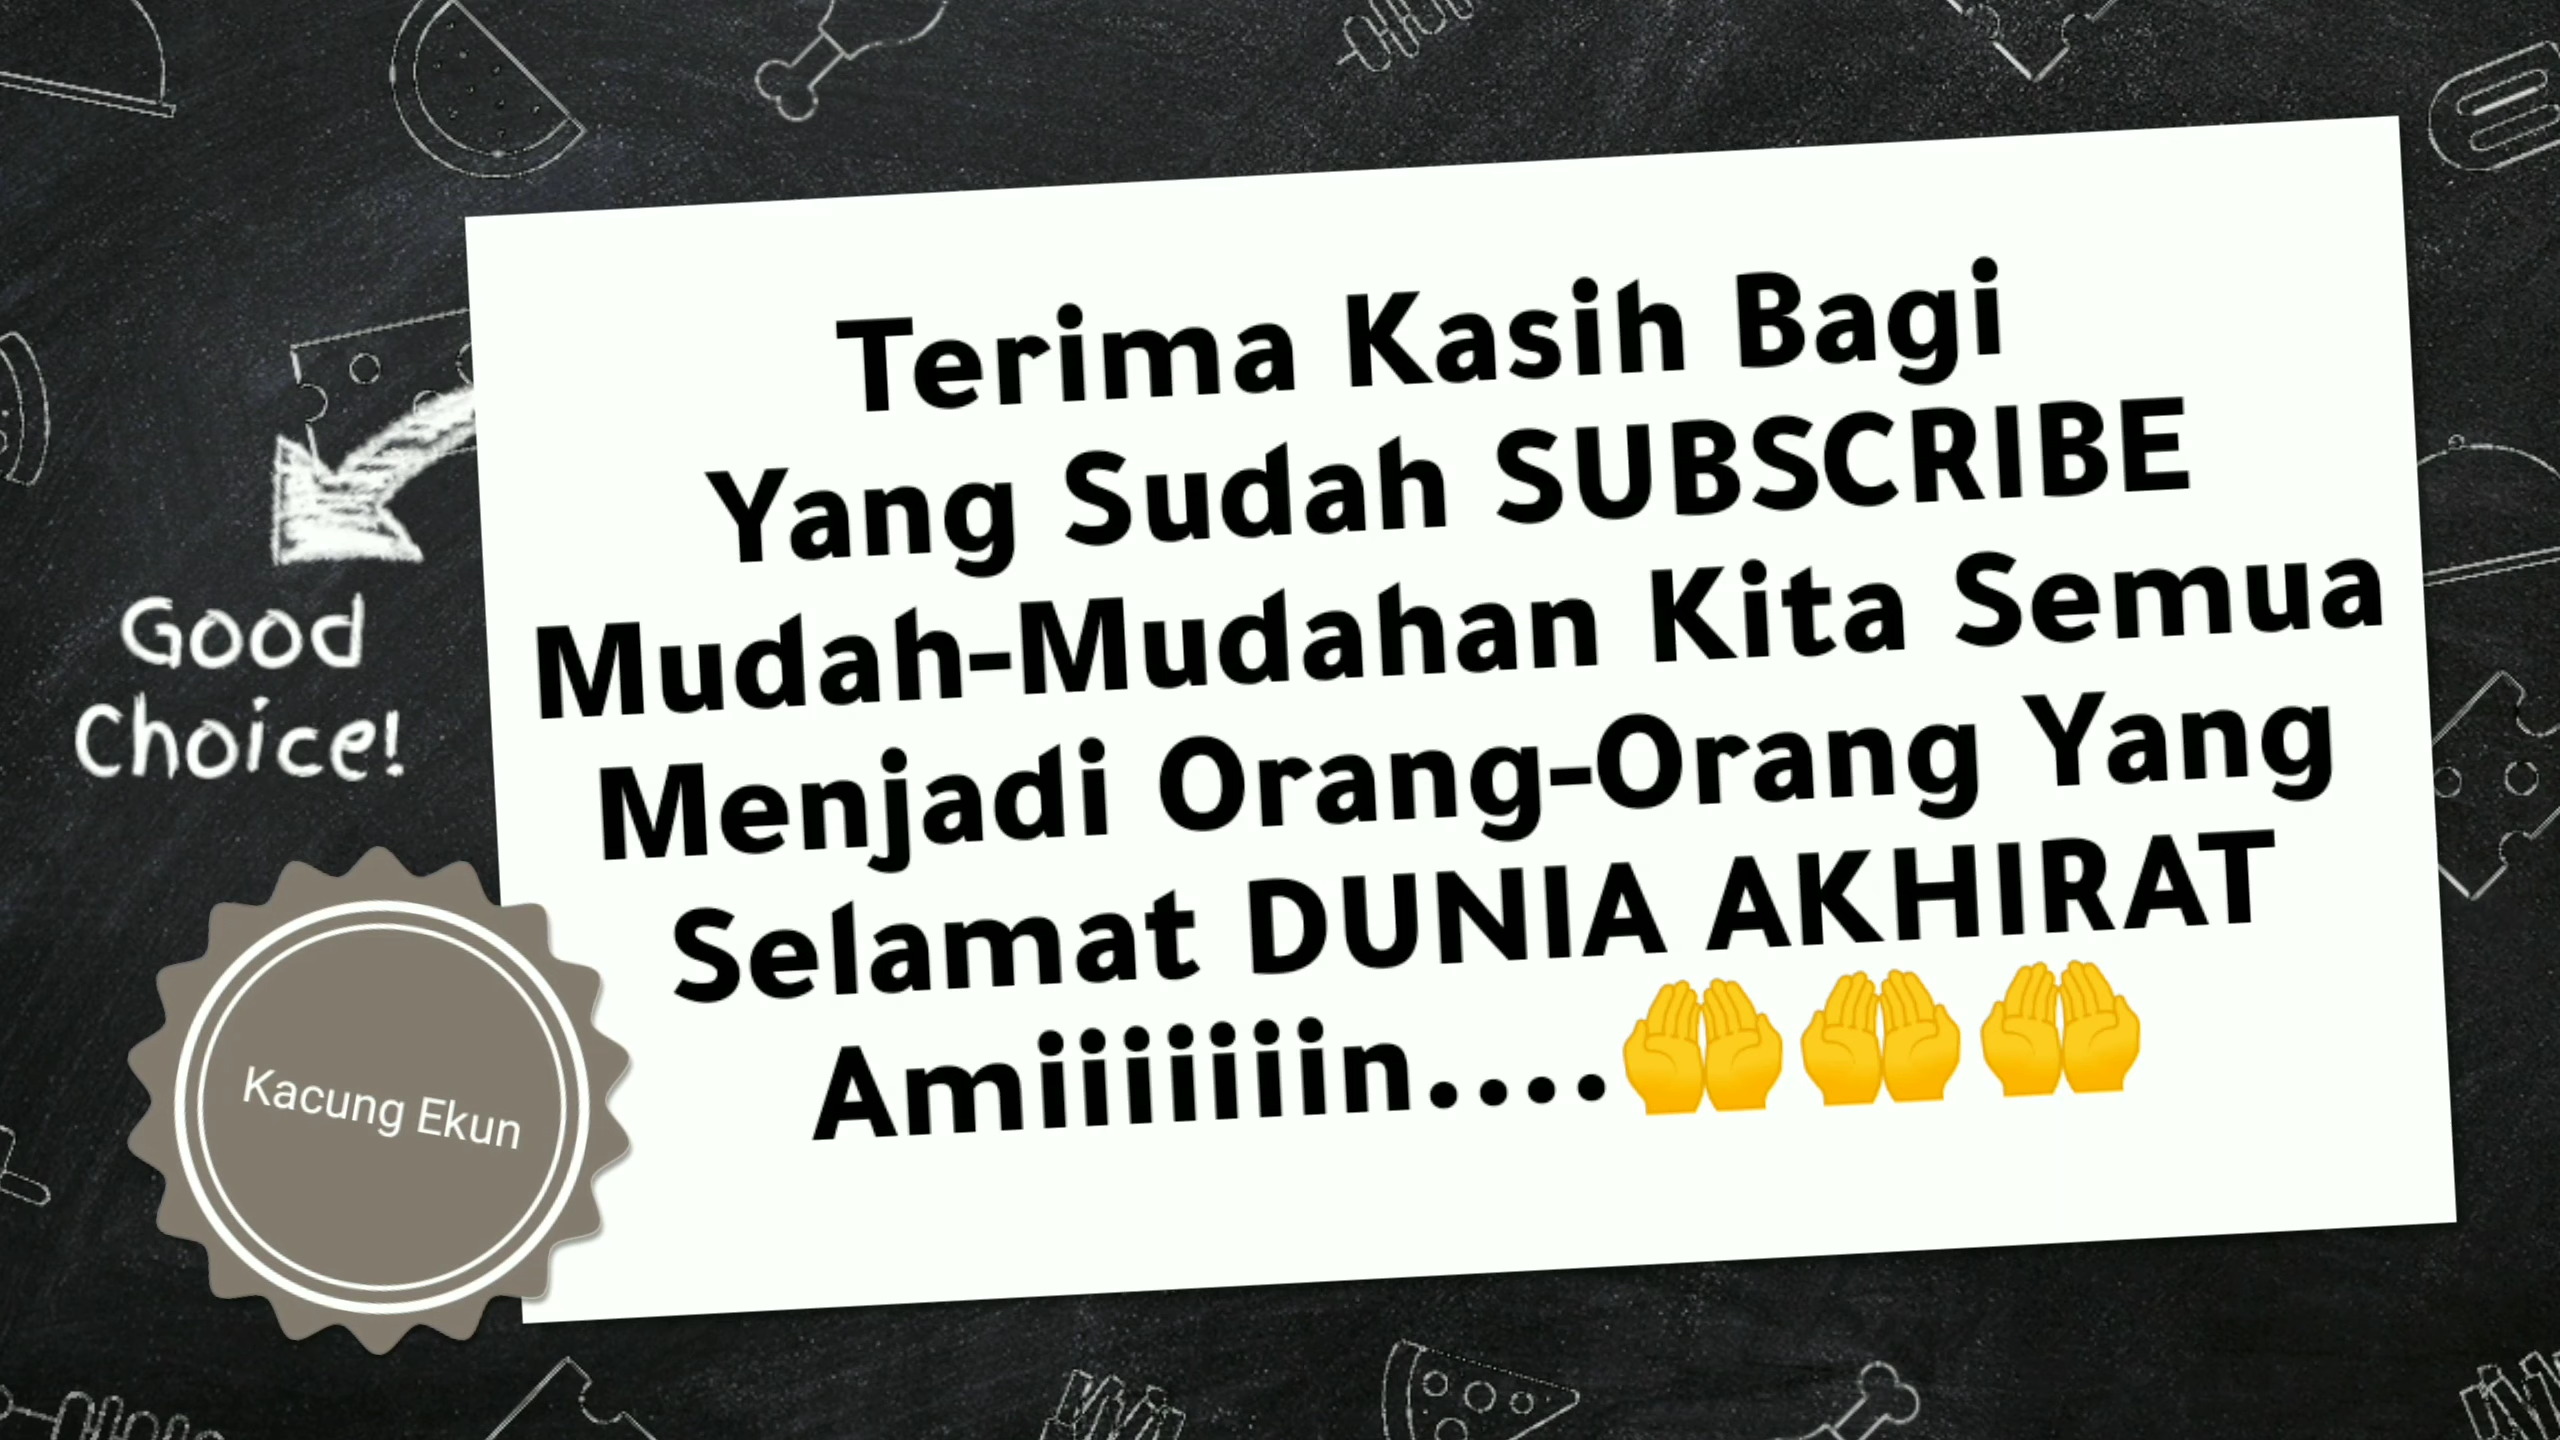 Terima Kasih Bagi
Yang Sudah SUBSCRIBE
Mudah-Mudahan Kita Semua
Menjadi Orang-Orang Yang
Selamat DUNIA AKHIRAT
Amiiiiiiin....🤲🤲🤲
Good
Choice!
Kacung Ekun